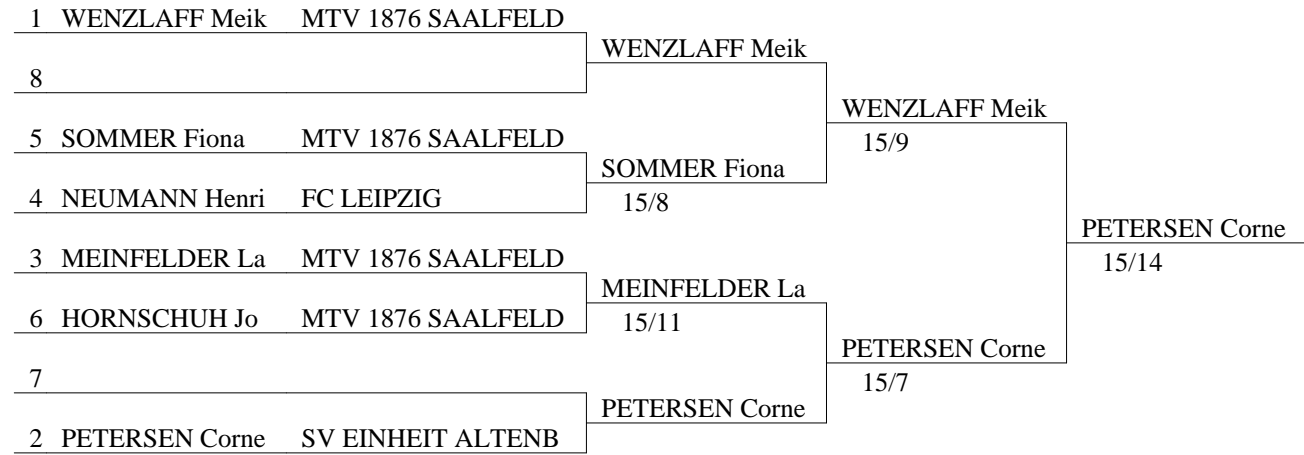 1 WENZLAFF Meik MTV 1876 SAALFELD
WENZLAFF Meik
8
WENZLAFF Meik
5 SOMMER Fiona MTV 1876 SAALFELD
15/9
SOMMER Fiona
4 NEUMANN Henri FC LEIPZIG
15/8
PETERSEN Corne
3 MEINFELDER La MTV 1876 SAALFELD
15/14
MEINFELDER La
6 HORNSCHUH Jo MTV 1876 SAALFELD
15/11
PETERSEN Corne
7
15/7
PETERSEN Corne
2 PETERSEN Corne SV EINHEIT ALTENB